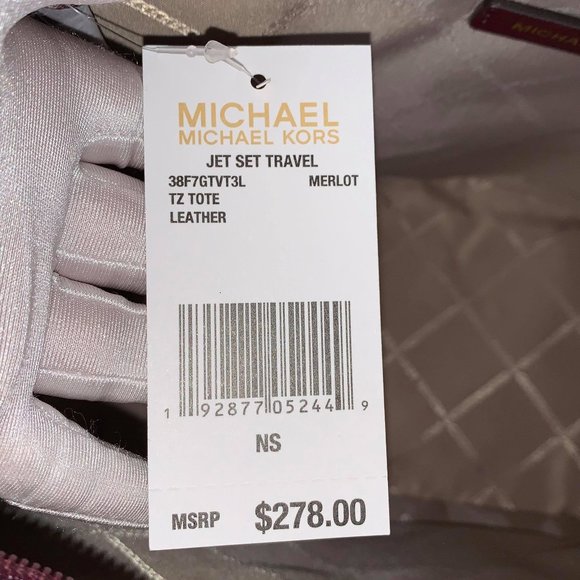 MICHAEL
MICHAEL KORS
JET SET TRAVEL
38F7GTVT3L MERLOT
TZ TOTE
LEATHER
1 92877 05244 9
NS
MSRP $278.00
MICHA